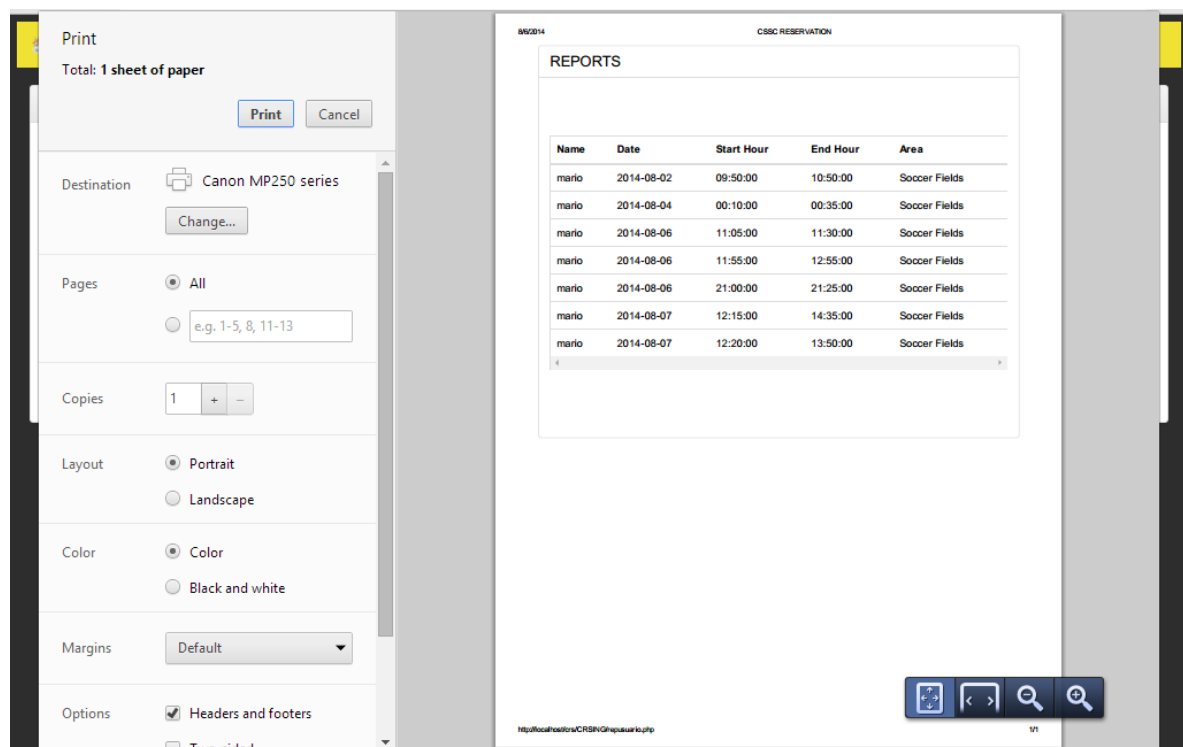 Print
Total: 1 sheet of paper
Print Cancel
Destination Canon MP250 series
Change...
Pages All
e.g. 1-5, 8, 11-13
Copies 1 + −
Layout Portrait
Landscape
Color Color
Black and white
Margins Default
Options Headers and footers
8/6/2014 CSSC RESERVATION
REPORTS
Name Date Start Hour End Hour Area
mario 2014-08-02 09:50:00 10:50:00 Soccer Fields
mario 2014-08-04 00:10:00 00:35:00 Soccer Fields
mario 2014-08-06 11:05:00 11:30:00 Soccer Fields
mario 2014-08-06 11:55:00 12:55:00 Soccer Fields
mario 2014-08-06 21:00:00 21:25:00 Soccer Fields
mario 2014-08-07 12:15:00 14:35:00 Soccer Fields
mario 2014-08-07 12:20:00 13:50:00 Soccer Fields
http://localhost/crs/CRSING/repusuario.php 1/1